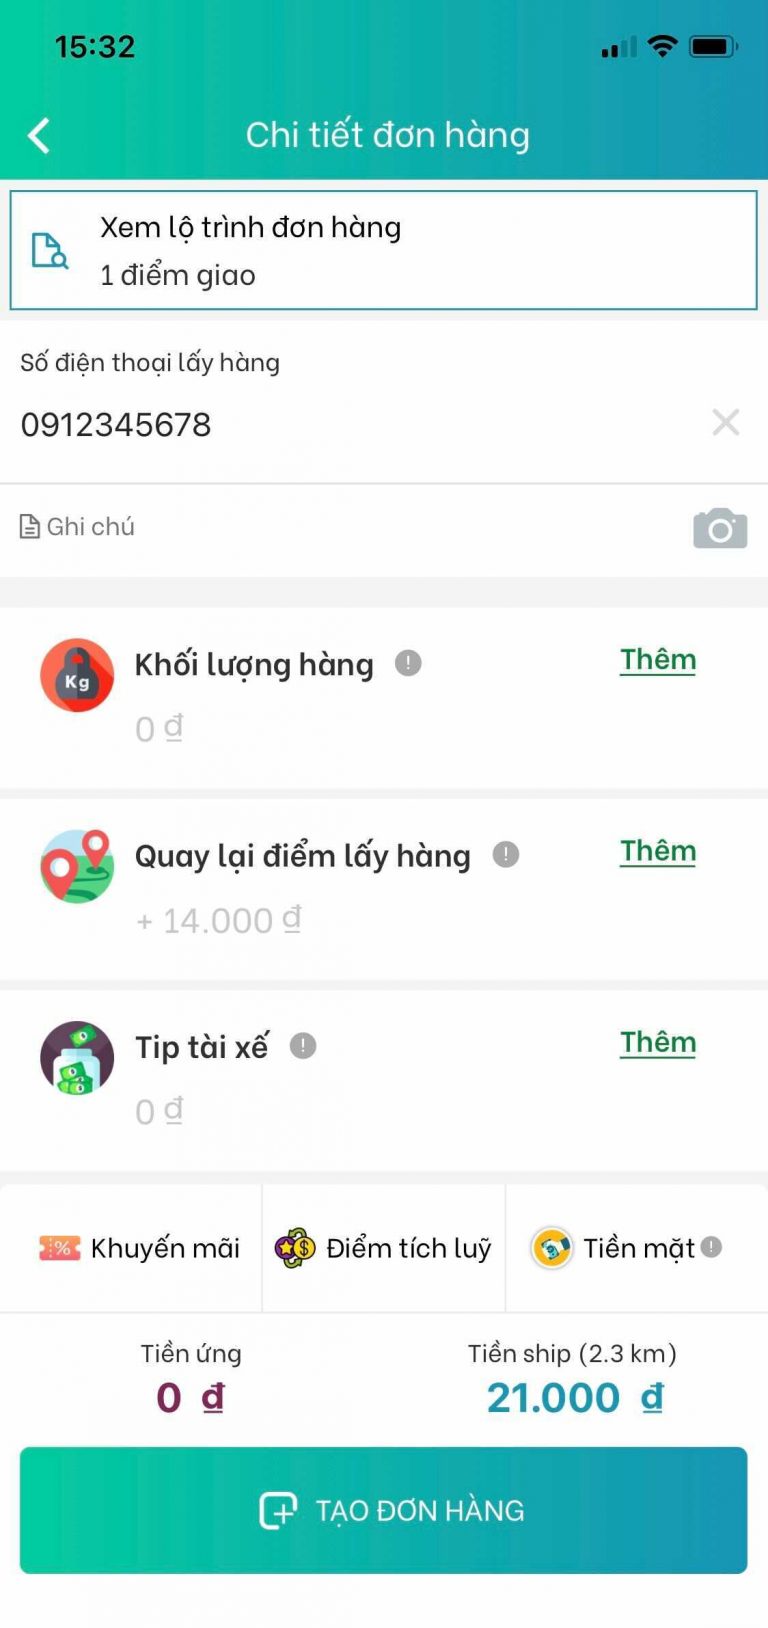 15:32
Chi tiết đơn hàng
Xem lộ trình đơn hàng
1 điểm giao
Số điện thoại lấy hàng
0912345678
Ghi chú
Kg
Khối lượng hàng
Thêm
0 đ
Quay lại điểm lấy hàng
Thêm
+ 14.000 đ
Tip tài xế
Thêm
0 đ
% Khuyến mãi
$ Điểm tích luỹ
Tiền mặt
Tiền ứng
Tiền ship (2.3 km)
0 đ
21.000 đ
TẠO ĐƠN HÀNG